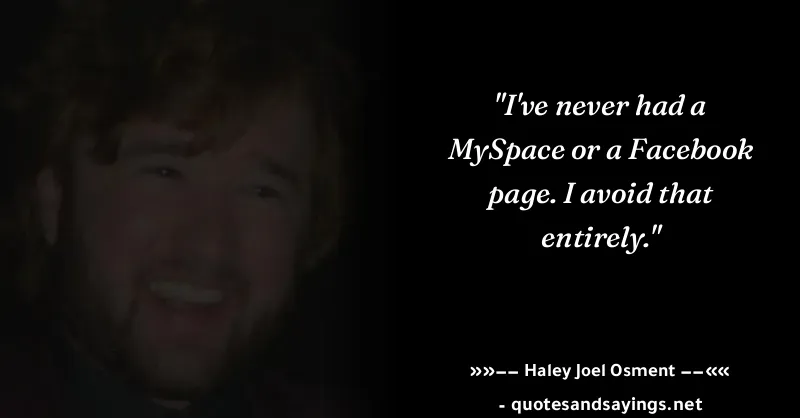 "I've never had a
MySpace or a Facebook
page. I avoid that
entirely."
»»−− Haley Joel Osment −−««
- quotesandsayings.net